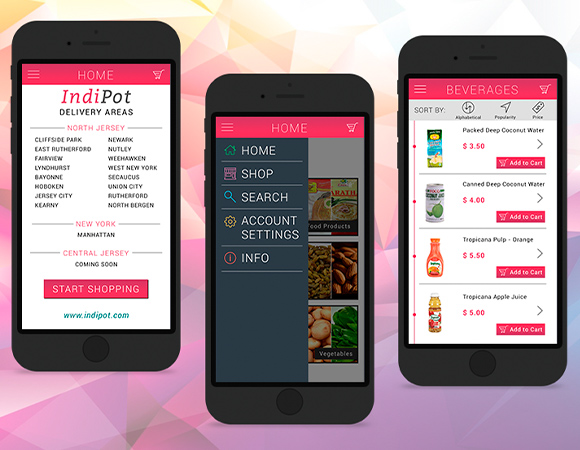 HOME
IndiPot
DELIVERY AREAS
NORTH JERSEY
CLIFFSIDE PARK NEWARK
EAST RUTHERFORD NUTLEY
FAIRVIEW WEEHAWKEN
LYNDHURST WEST NEW YORK
BAYONNE SECAUCUS
HOBOKEN UNION CITY
JERSEY CITY RUTHERFORD
KEARNY NORTH BERGEN
NEW YORK
MANHATTAN
CENTRAL JERSEY
COMING SOON
START SHOPPING
www.indipot.com
HOME
HOME
SHOP
SEARCH
ACCOUNT
SETTINGS
INFO
Food Products
Vegetables
BEVERAGES
SORT BY:
Alphabetical Popularity Price
Packed Deep Coconut Water
$ 3.50
Add to Cart
Canned Deep Coconut Water
$ 4.00
Add to Cart
Tropicana Pulp - Orange
$ 5.50
Add to Cart
Tropicana Apple Juice
$ 5.00
Add to Cart